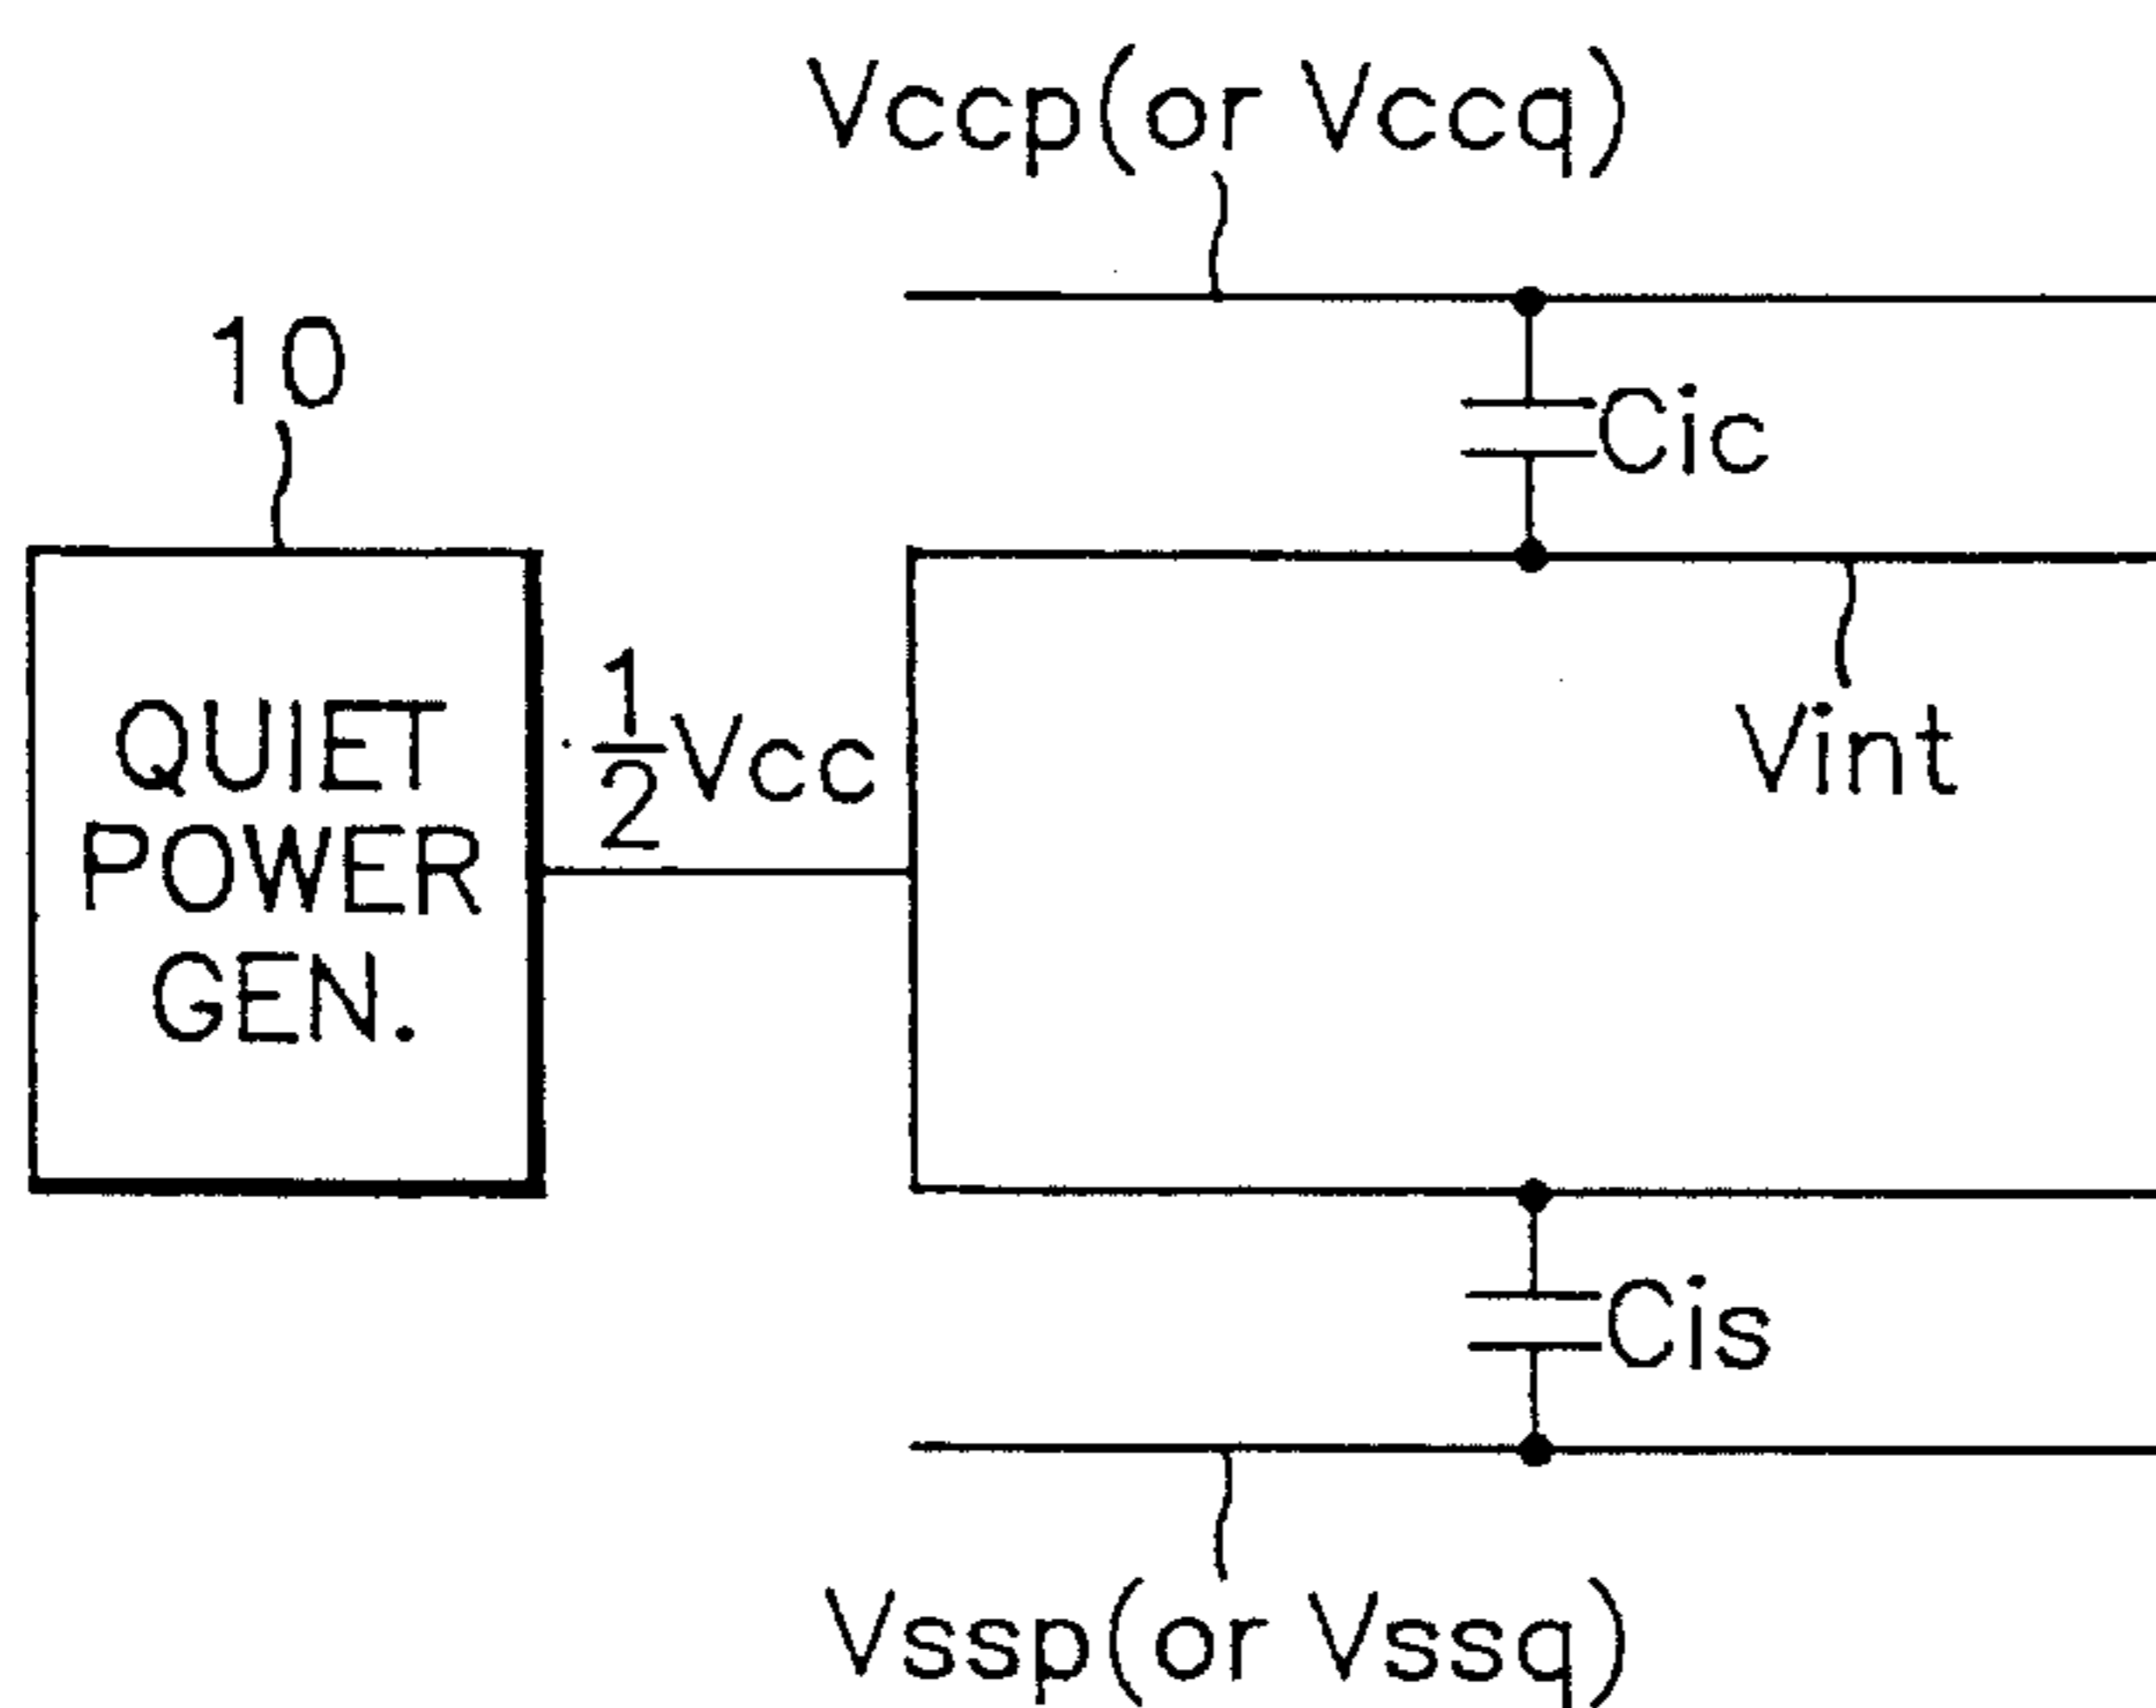 Vccp(or Vccq)
10
Cic
QUIET
POWER
GEN.
1/2 Vcc
Vint
Cis
Vssp(or Vssq)